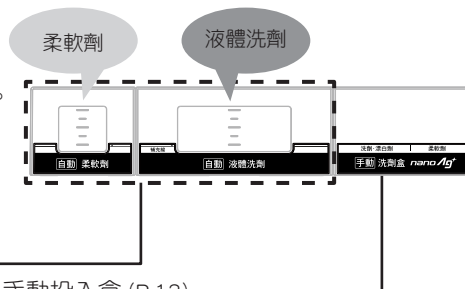 柔軟劑
液體洗劑
。
補充線
洗劑·漂白劑 柔軟劑
自動 柔軟劑
自動 液體洗劑
手動 洗劑盒 nano Ag⁺
手動投入盒 (P.12)